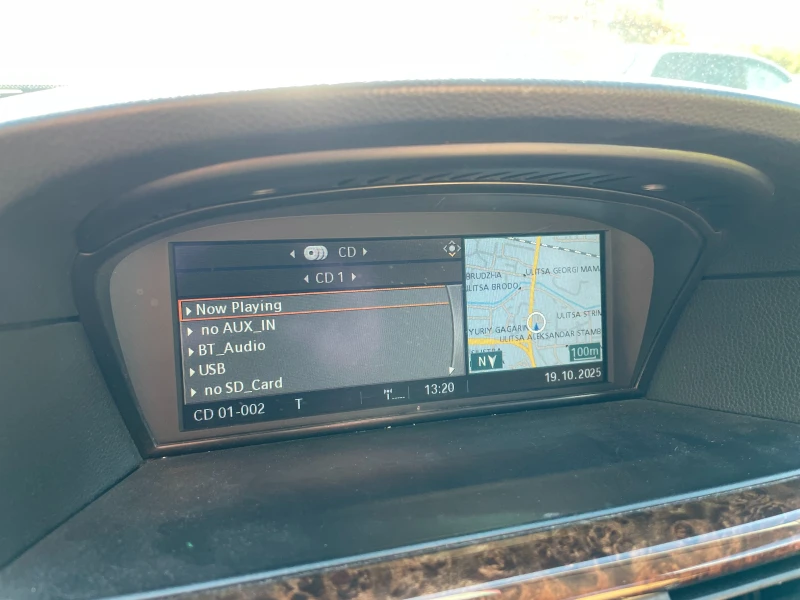 CD
CD 1
Now Playing
no AUX_IN
BT_Audio
USB
no SD_Card
CD 01-002 T 13:20 19.10.2025
BRUDZHA
ULITSA GEORGI MAM
ULITSA BRODO
ULITSA STRIN
YURIY GAGARIN
ULITSA ALEKSANDAR STAMB
N
100m